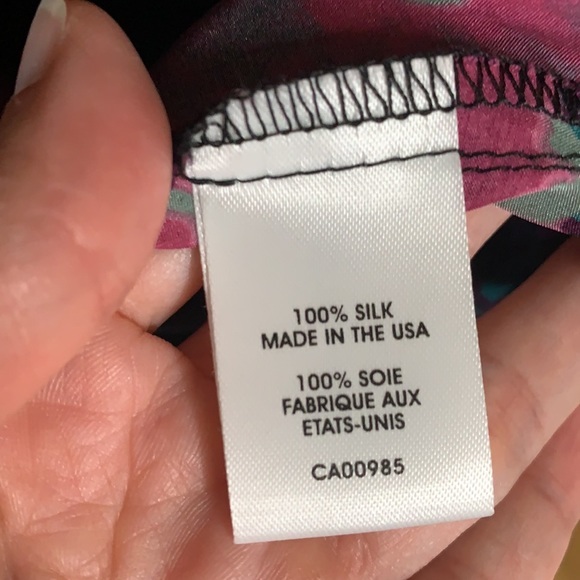 100% SILK
MADE IN THE USA
100% SOIE
FABRIQUE AUX
ETATS-UNIS
CA00985